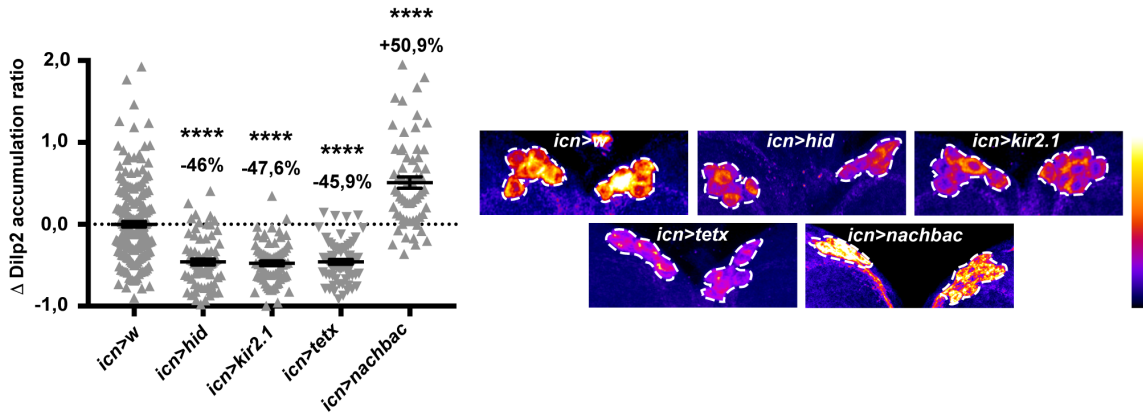 Δ Dilp2 accumulation ratio
2,0
1,0
0,0
-1,0
****
-46%
****
-47,6%
****
-45,9%
****
+50,9%
icn>w
icn>hid
icn>kir2.1
icn>tetx
icn>nachbac
icn>w
icn>hid
icn>kir2.1
icn>tetx
icn>nachbac